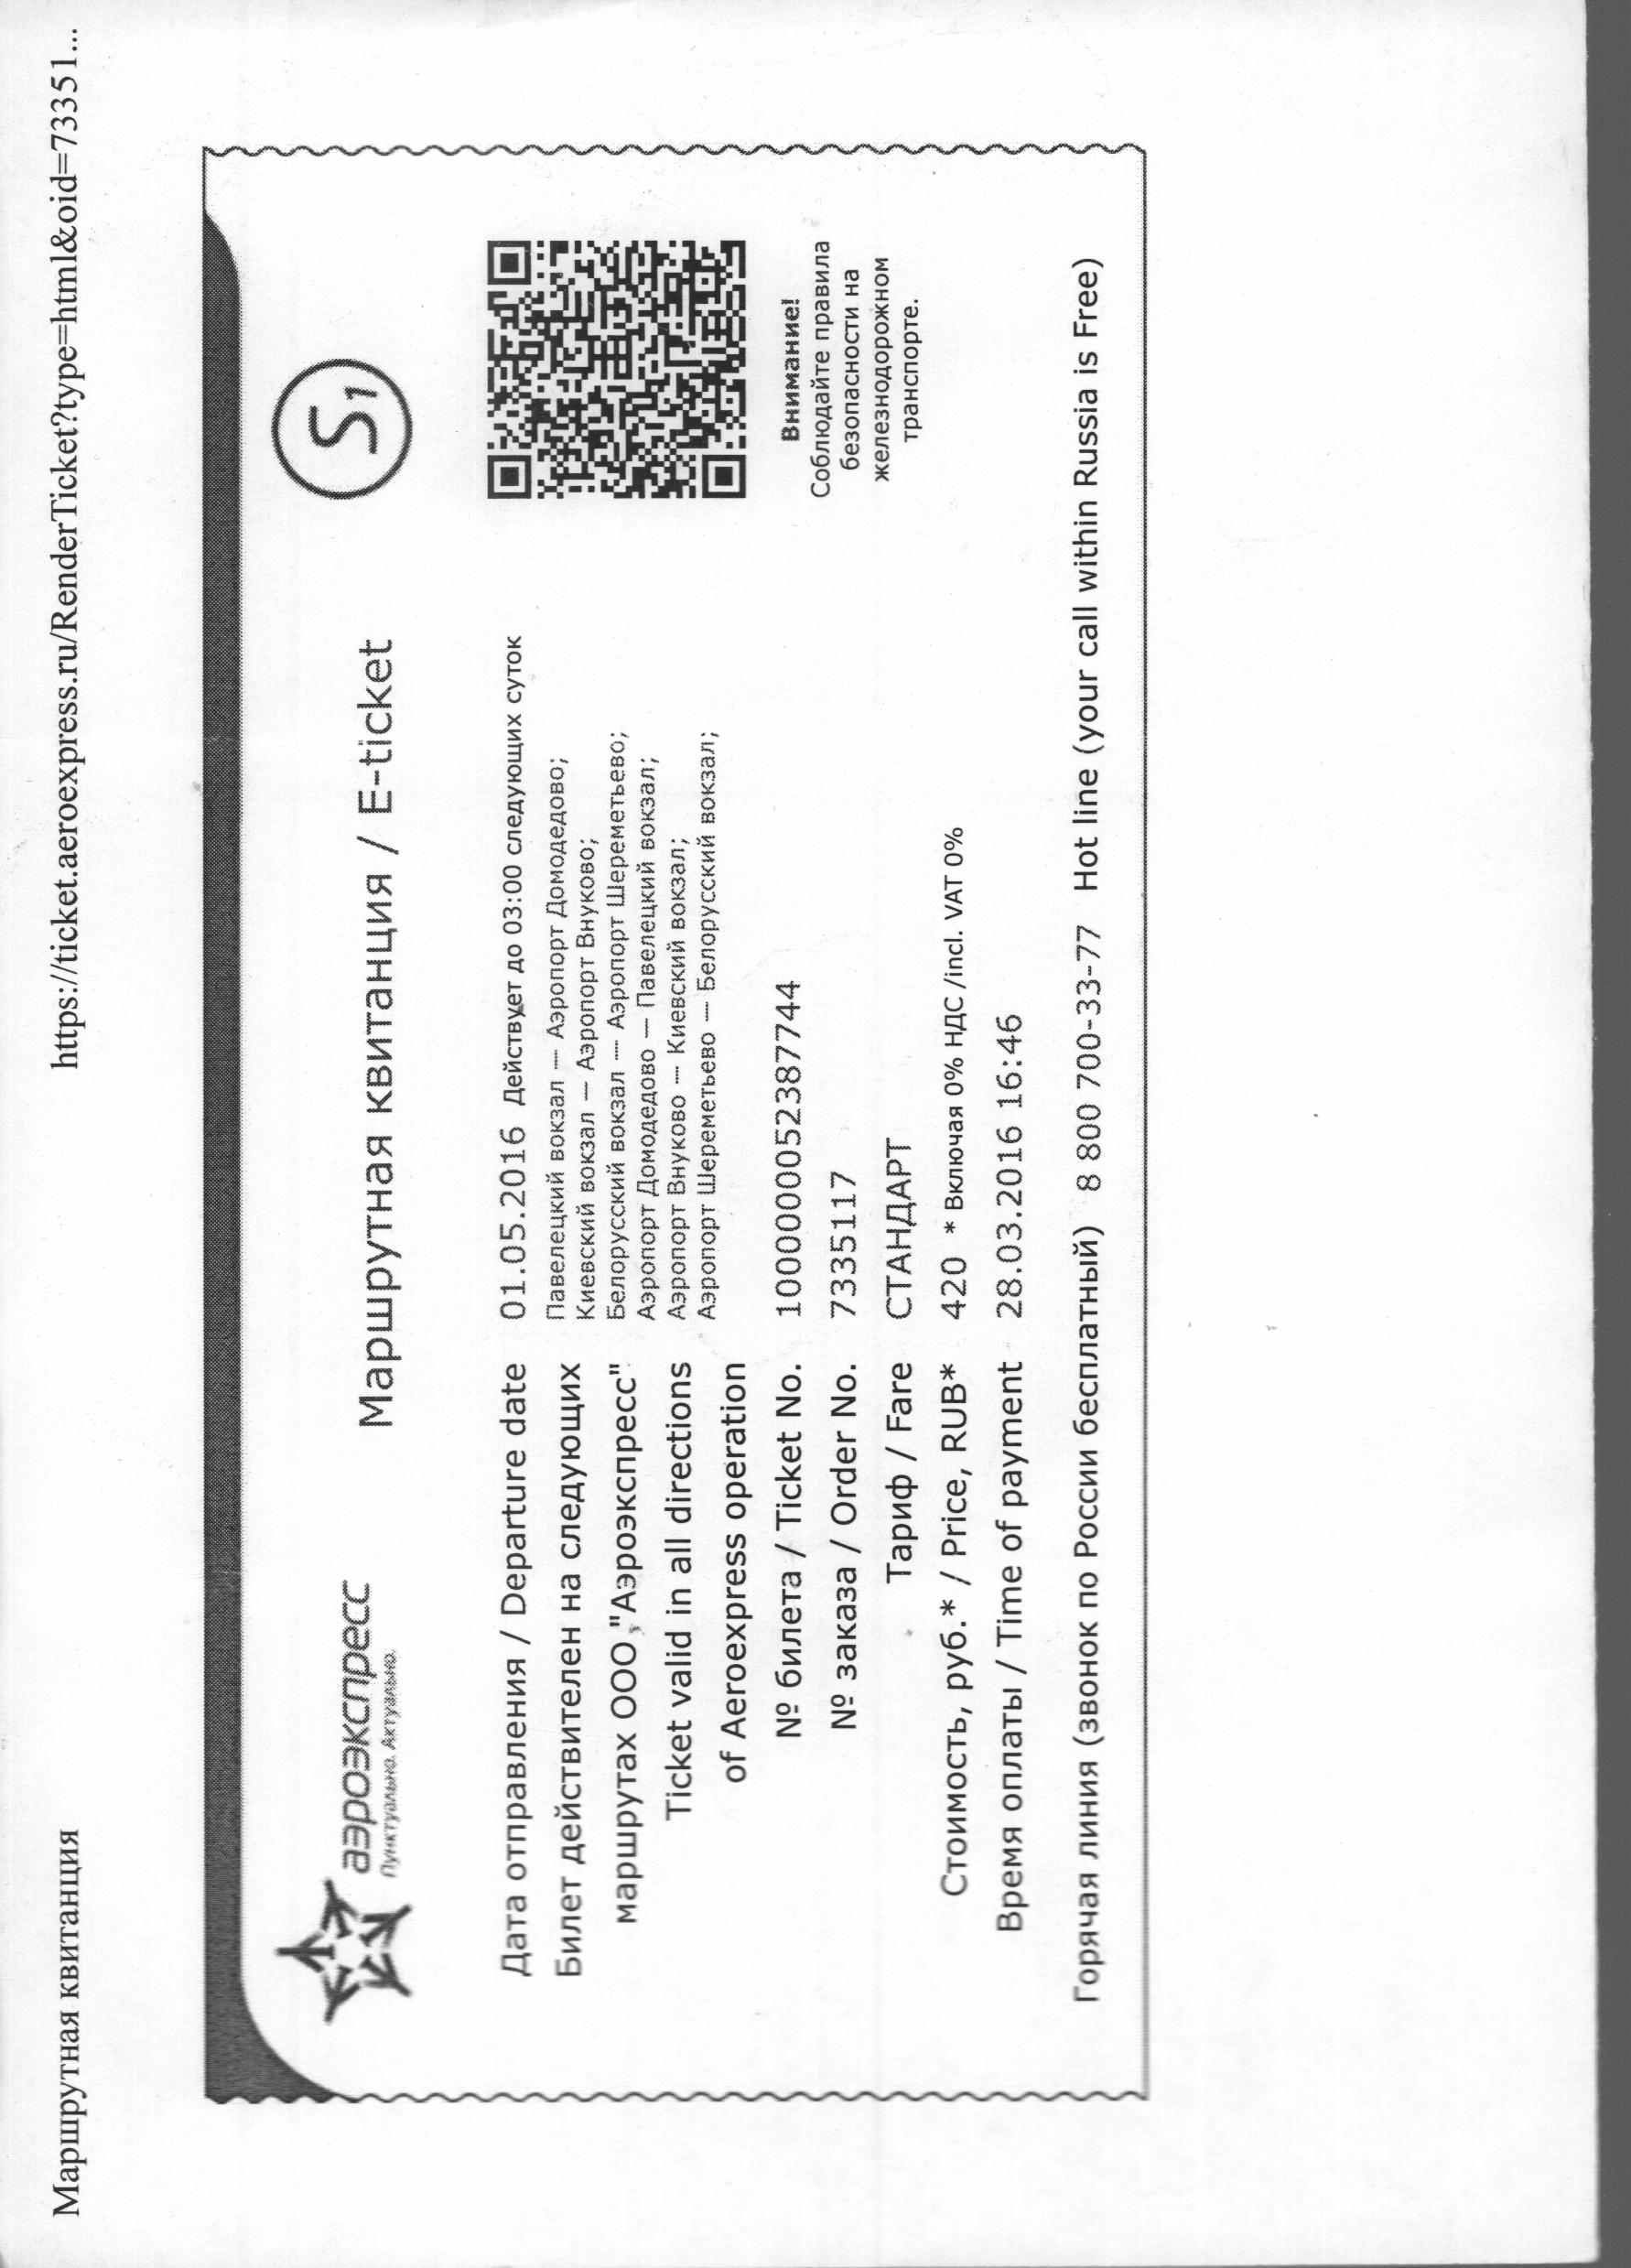 Маршрутная квитанция https://ticket.aeroexpress.ru/RenderTicket?type=html&oid=73351...
аэроэкспресс
Пунктуально. Актуально.
Маршрутная квитанция / E-ticket
S1
Дата отправления / Departure date 01.05.2016 Действует до 03:00 следующих суток
Билет действителен на следующих
маршрутах ООО "Аэроэкспресс"
Ticket valid in all directions
of Aeroexpress operation
Павелецкий вокзал — Аэропорт Домодедово;
Киевский вокзал — Аэропорт Внуково;
Белорусский вокзал — Аэропорт Шереметьево;
Аэропорт Домодедово — Павелецкий вокзал;
Аэропорт Внуково — Киевский вокзал;
Аэропорт Шереметьево — Белорусский вокзал;
№ билета / Ticket No. 1000000052387744
№ заказа / Order No. 7335117
Тариф / Fare СТАНДАРТ
Стоимость, руб.* / Price, RUB* 420 * Включая 0% НДС /incl. VAT 0%
Время оплаты / Time of payment 28.03.2016 16:46
Внимание!
Соблюдайте правила
безопасности на
железнодорожном
транспорте.
Горячая линия (звонок по России бесплатный) 8 800 700-33-77 Hot line (your call within Russia is Free)